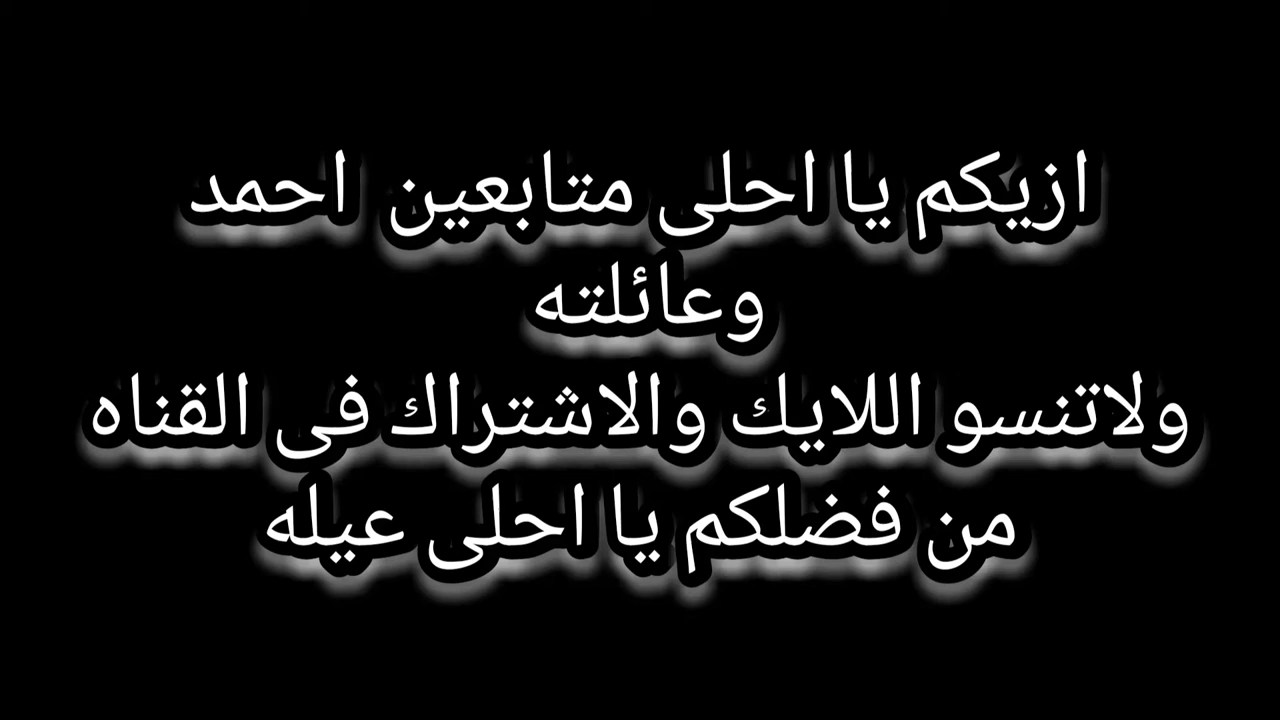 ازيكم يا احلى متابعين احمد
وعائلته
ولاتنسو اللايك والاشتراك فى القناه
من فضلكم يا احلى عيله